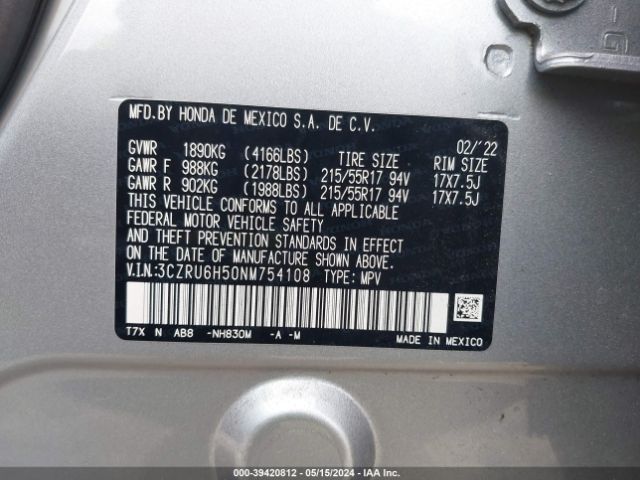 MFD.BY HONDA DE MEXICO S.A. DE C.V.
02/'22
GVWR 1890KG (4166LBS) TIRE SIZE RIM SIZE
GAWR F 988KG (2178LBS) 215/55R17 94V 17X7.5J
GAWR R 902KG (1988LBS) 215/55R17 94V 17X7.5J
THIS VEHICLE CONFORMS TO ALL APPLICABLE
FEDERAL MOTOR VEHICLE SAFETY
AND THEFT PREVENTION STANDARDS IN EFFECT
ON THE DATE OF MANUFACTURE SHOWN ABOVE.
V.I.N.:3CZRU6H50NM754108 TYPE: MPV
T7X N AB8 -NH830M -A -M
MADE IN MEXICO
000-39420812 - 05/15/2024 - IAA Inc.